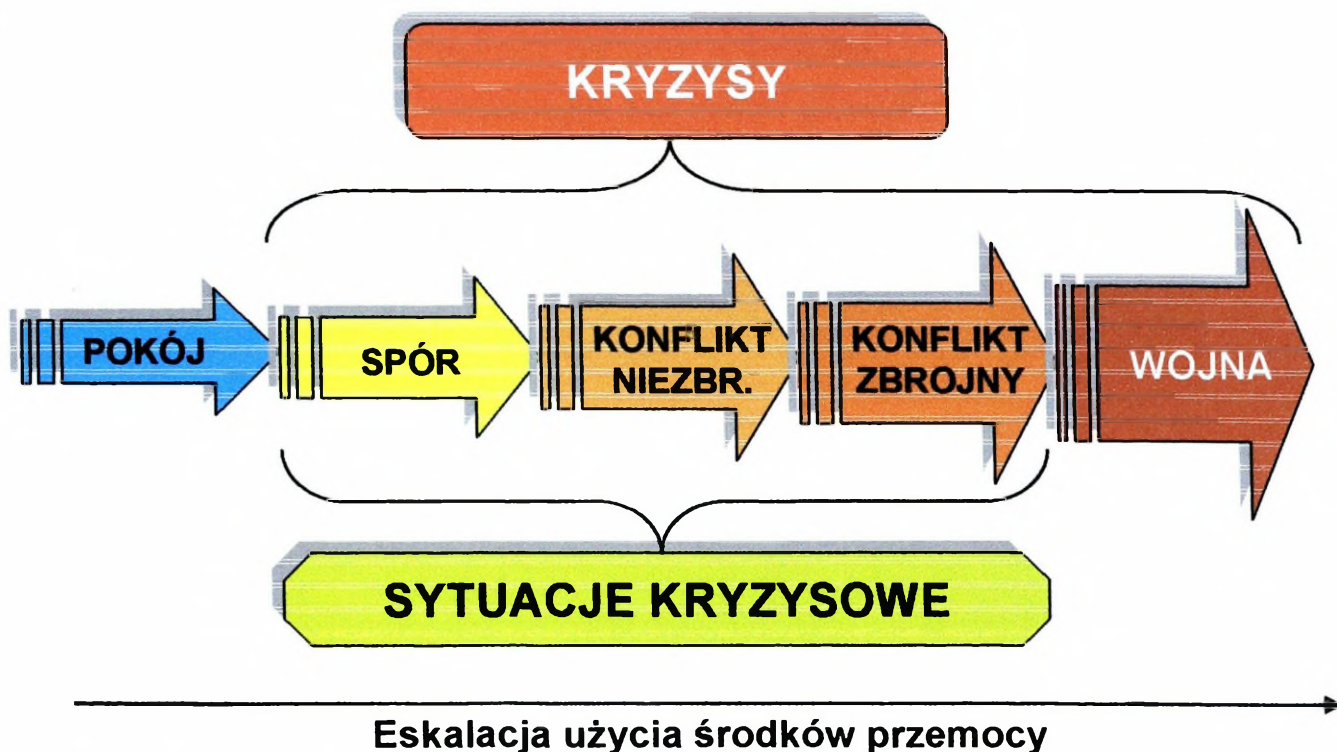 KRYZYSY
POKÓJ
SPÓR
KONFLIKT
NIEZBR.
KONFLIKT
ZBROJNY
WOJNA
SYTUACJE KRYZYSOWE
Eskalacja użycia środków przemocy